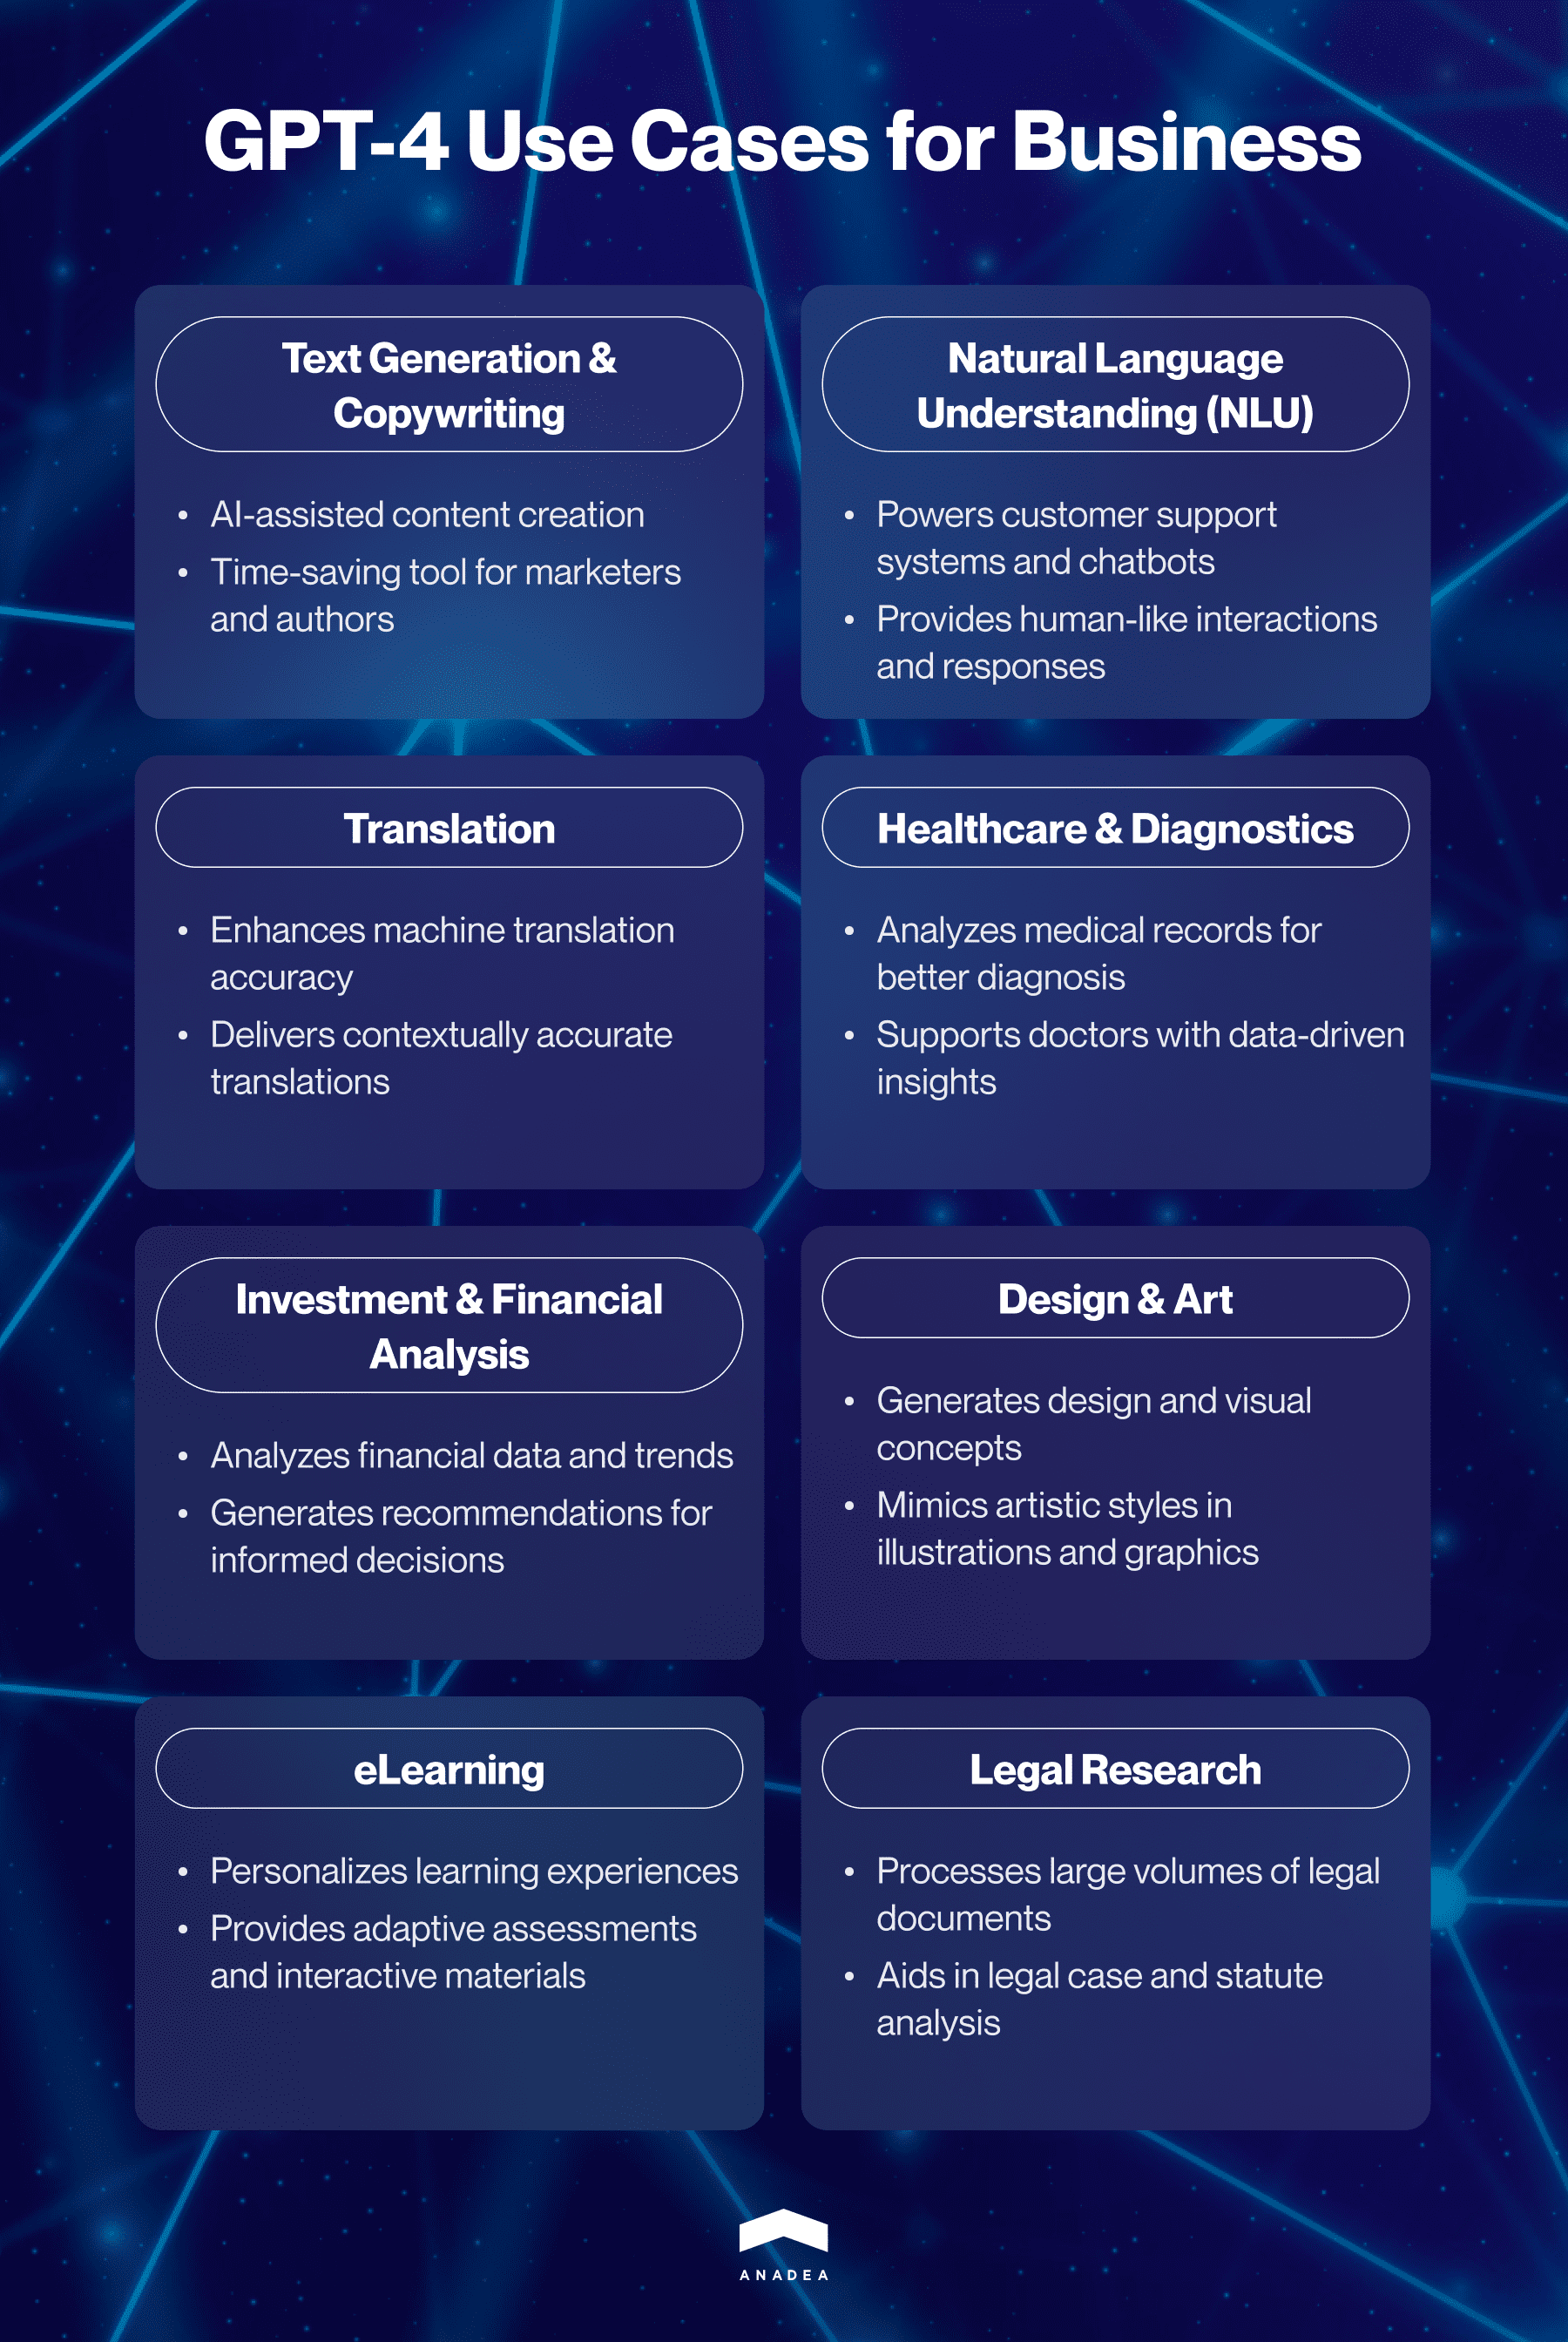 GPT-4 Use Cases for Business
Text Generation &
Copywriting
• AI-assisted content creation
• Time-saving tool for marketers
and authors
Natural Language
Understanding (NLU)
• Powers customer support
systems and chatbots
• Provides human-like interactions
and responses
Translation
• Enhances machine translation
accuracy
• Delivers contextually accurate
translations
Healthcare & Diagnostics
• Analyzes medical records for
better diagnosis
• Supports doctors with data-driven
insights
Investment & Financial
Analysis
• Analyzes financial data and trends
• Generates recommendations for
informed decisions
Design & Art
• Generates design and visual
concepts
• Mimics artistic styles in
illustrations and graphics
eLearning
• Personalizes learning experiences
• Provides adaptive assessments
and interactive materials
Legal Research
• Processes large volumes of legal
documents
• Aids in legal case and statute
analysis
ANADEA